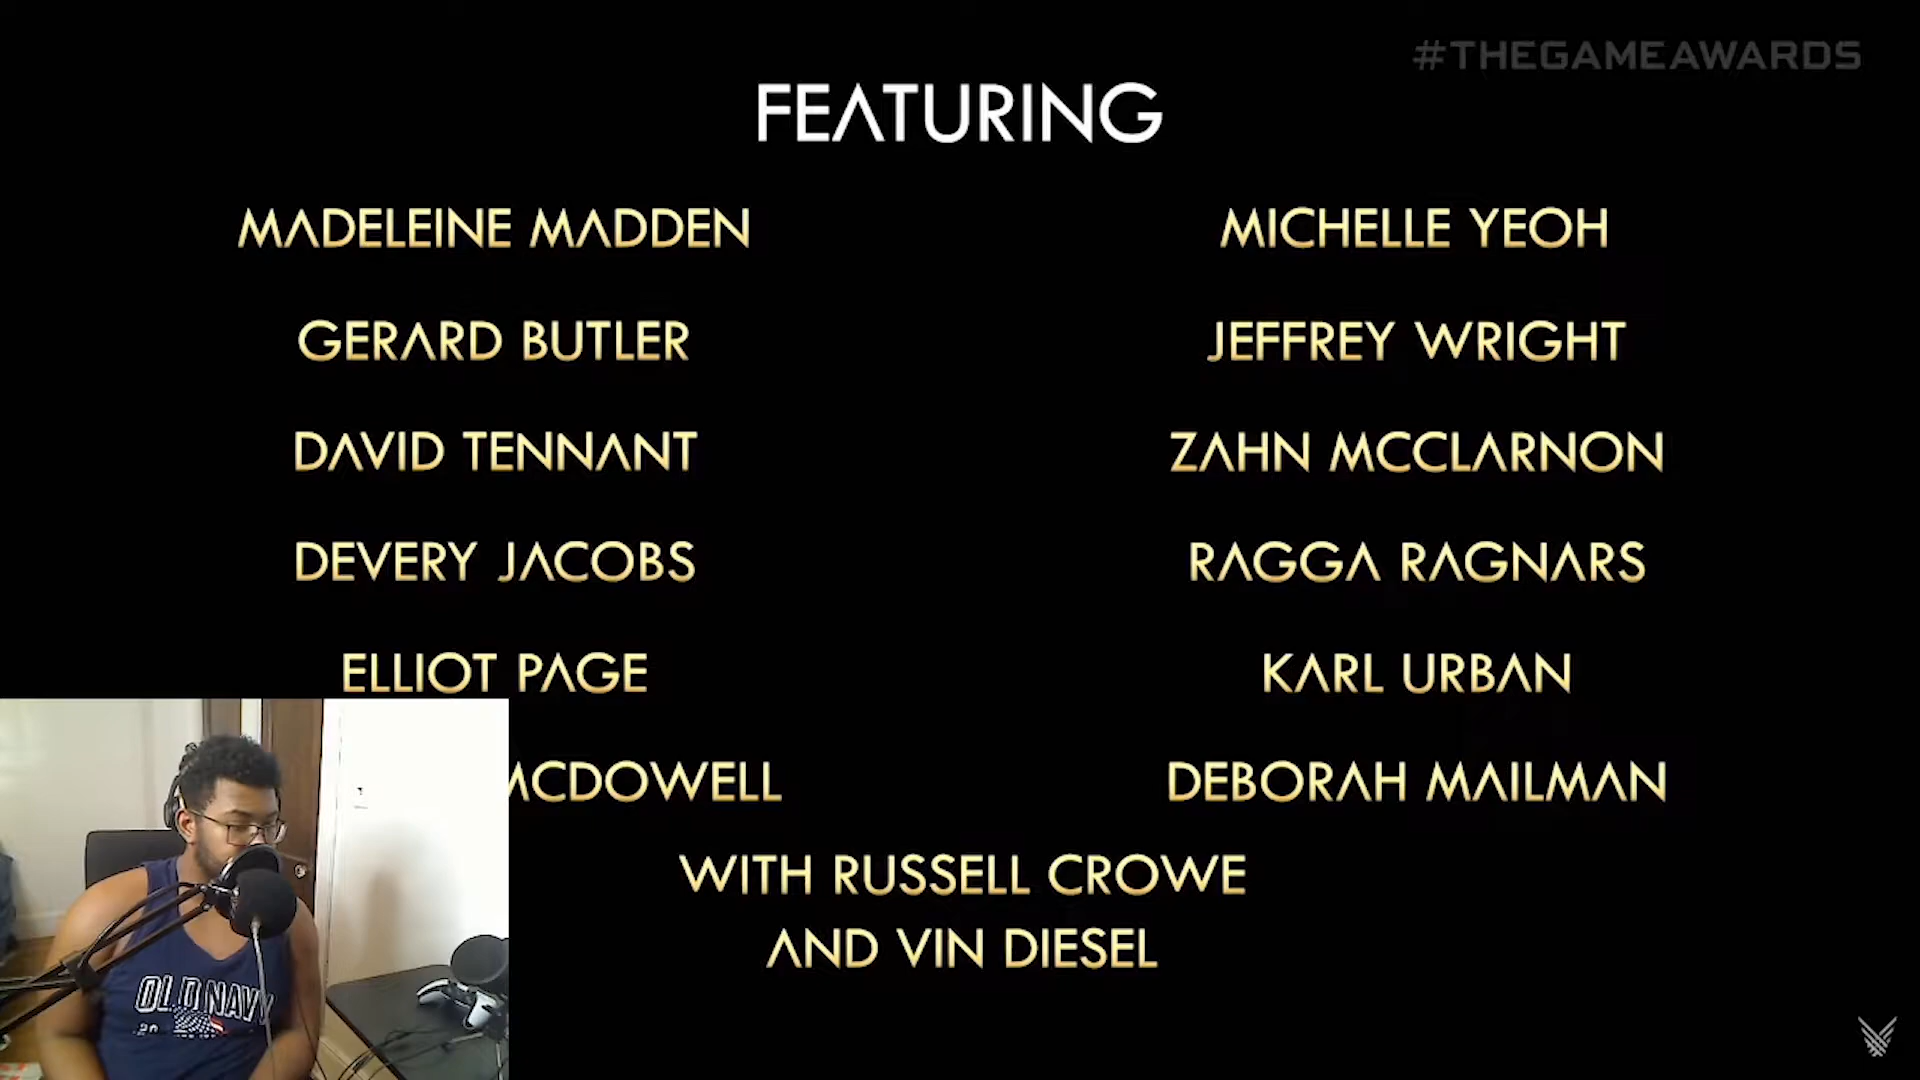 #THEGAMEAWARDS
FEATURING
MADELEINE MADDEN
MICHELLE YEOH
GERARD BUTLER
JEFFREY WRIGHT
DAVID TENNANT
ZAHN MCCLARNON
DEVERY JACOBS
RAGGA RAGNARS
ELLIOT PAGE
KARL URBAN
MCDOWELL
DEBORAH MAILMAN
WITH RUSSELL CROWE
AND VIN DIESEL
OLD NAVY